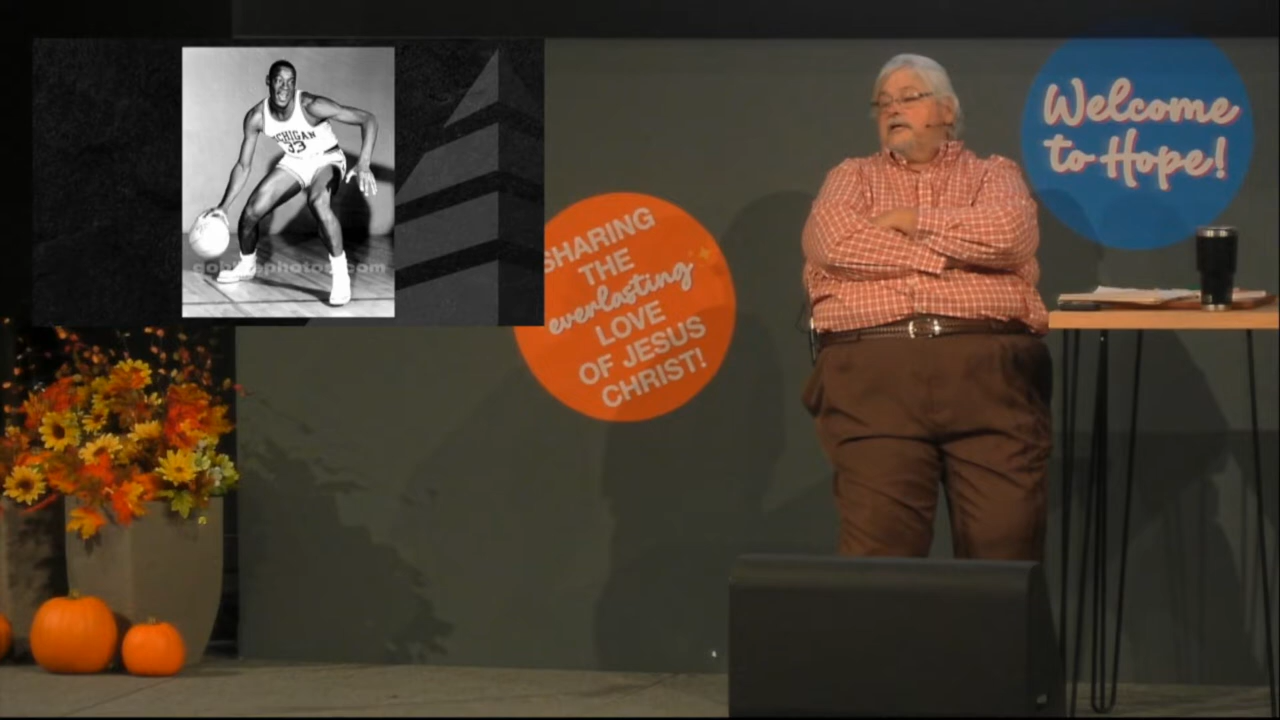 MICHIGAN
33
SHARING
THE
everlasting
LOVE
OF JESUS
CHRIST!
Welcome
to Hope!